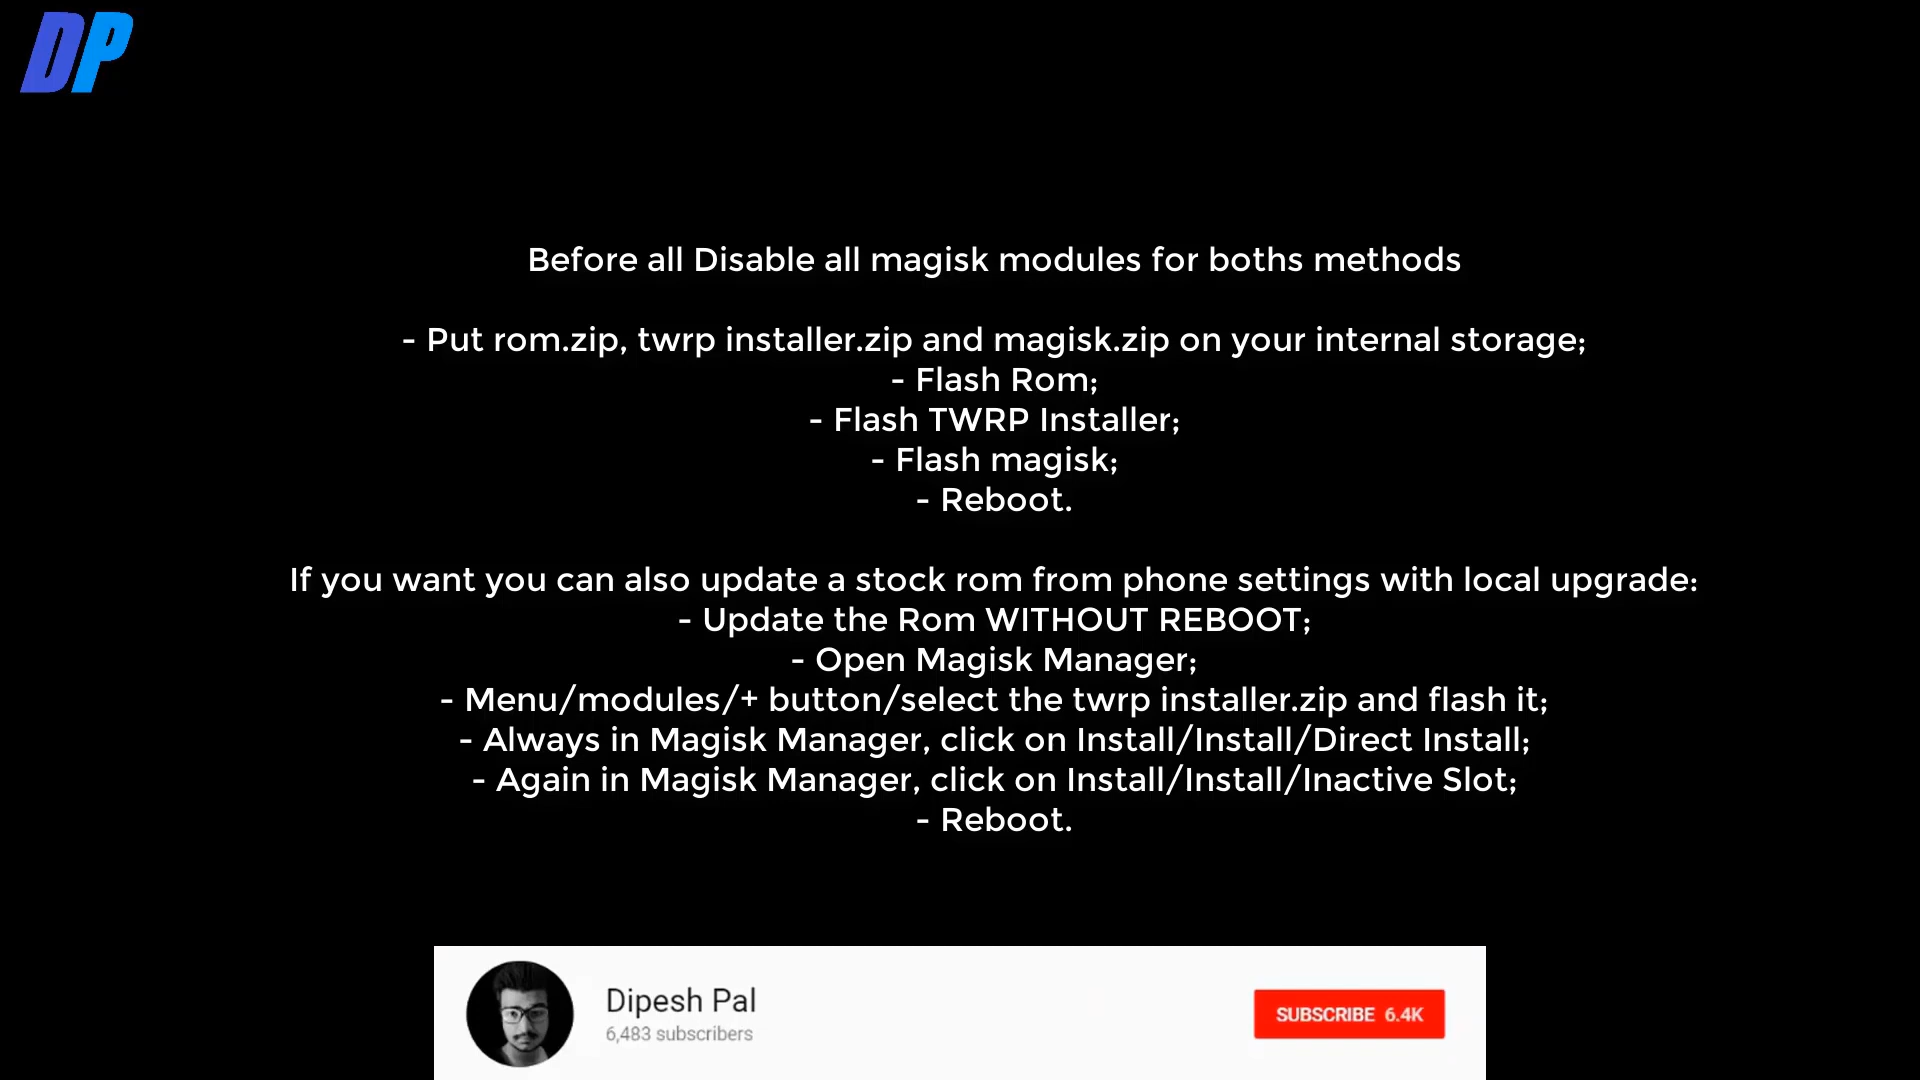 DP
Before all Disable all magisk modules for boths methods
- Put rom.zip, twrp installer.zip and magisk.zip on your internal storage;
- Flash Rom;
- Flash TWRP Installer;
- Flash magisk;
- Reboot.
If you want you can also update a stock rom from phone settings with local upgrade:
- Update the Rom WITHOUT REBOOT;
- Open Magisk Manager;
- Menu/modules/+ button/select the twrp installer.zip and flash it;
- Always in Magisk Manager, click on Install/Install/Direct Install;
- Again in Magisk Manager, click on Install/Install/Inactive Slot;
- Reboot.
Dipesh Pal
6,483 subscribers
SUBSCRIBE 6.4K